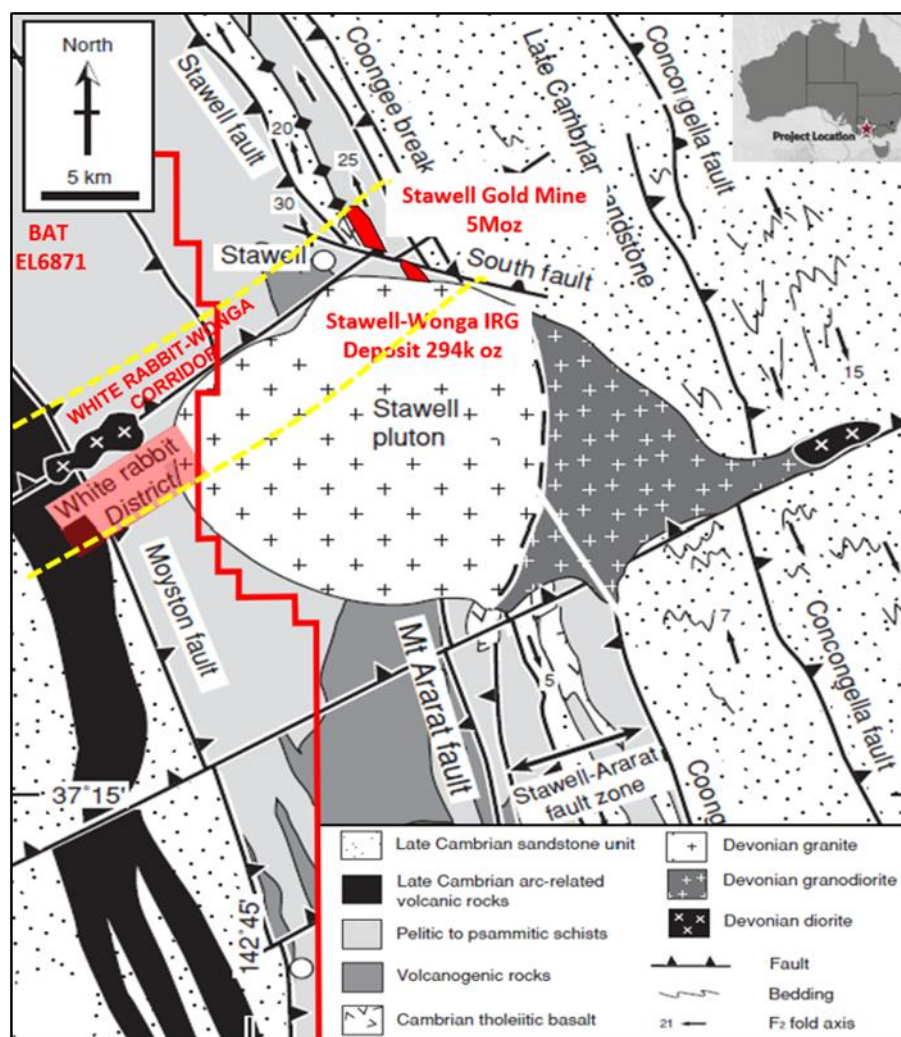 North
5 km
BAT
EL6871
Stawell fault
20
25
30
Coongee break
Late Cambrian sandstone
Concongella fault
Project Location
Stawell Gold Mine
5Moz
Stawell
South fault
WHITE RABBIT-WONGA
CORRIDOR
Stawell-Wonga IRG
Deposit 294k oz
15
Stawell
pluton
White rabbit
District
Moyston fault
Mt Ararat fault
5
7
Concongella fault
Stawell-Ararat
fault zone
Coong
37°15'
142°45'
Late Cambrian sandstone unit
Late Cambrian arc-related
volcanic rocks
Pelitic to psammitic schists
Volcanogenic rocks
Cambrian tholeiitic basalt
Devonian granite
Devonian granodiorite
Devonian diorite
Fault
Bedding
21
F2 fold axis